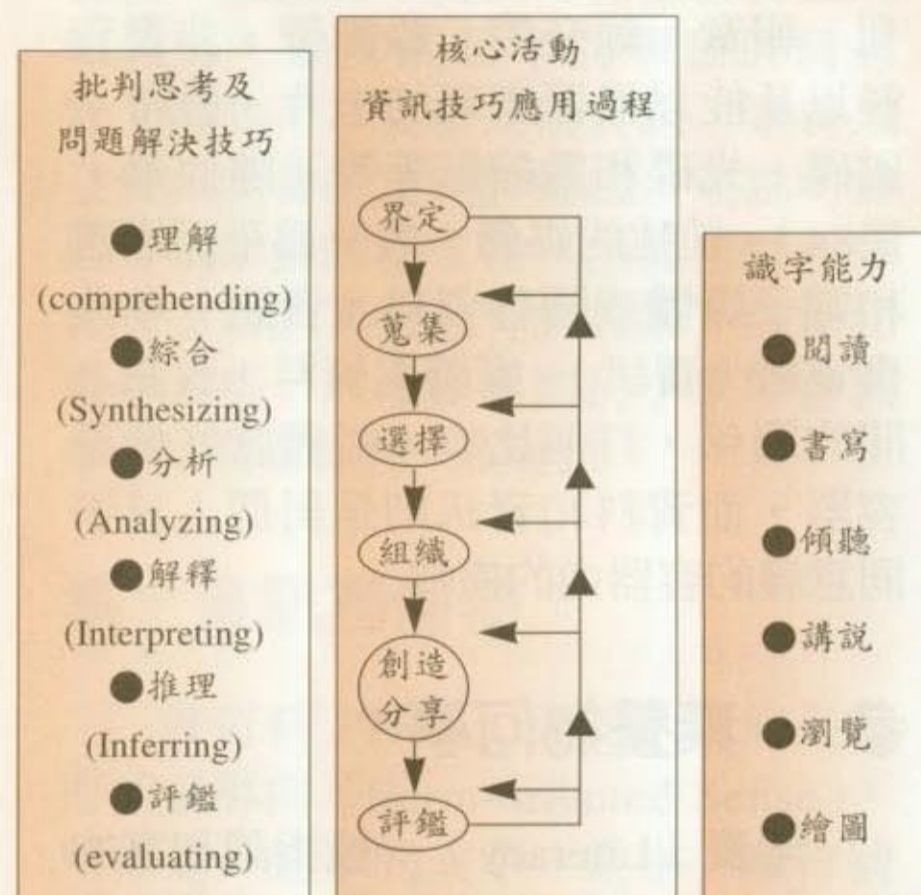 批判思考及
問題解決技巧
●理解
(comprehending)
●綜合
(Synthesizing)
●分析
(Analyzing)
●解釋
(Interpreting)
●推理
(Inferring)
●評鑑
(evaluating)
核心活動
資訊技巧應用過程
界定
蒐集
選擇
組織
創造
分享
評鑑
識字能力
●閱讀
●書寫
●傾聽
●講說
●瀏覽
●繪圖